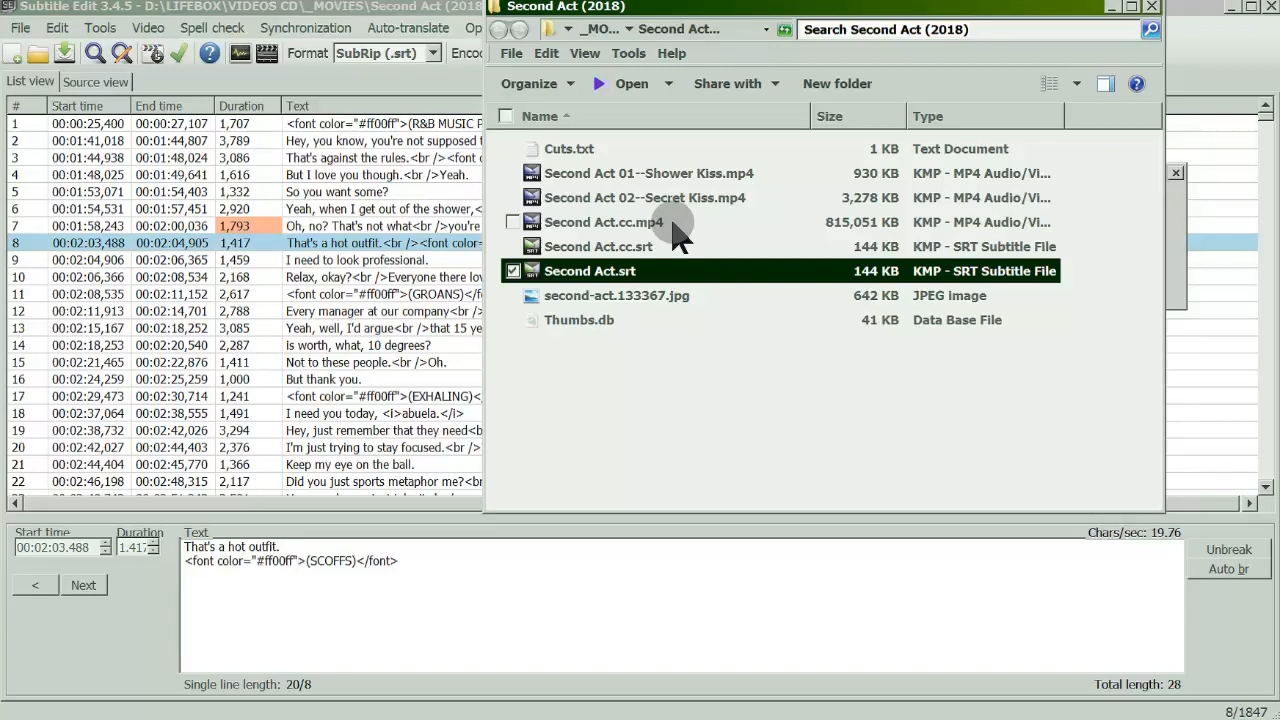 Subtitle Edit 3.4.5 - D:\LIFEBOX\VIDEOS CD\_MOVIES\Second Act (2018
File Edit Tools Video Spell check Synchronization Auto-translate Op
Format SubRip (.srt) Encod
List view Source view
# Start time End time Duration Text
1 00:00:25,400 00:00:27,107 1,707 <font color="#ff00ff">(R&B MUSIC F
2 00:01:41,018 00:01:44,807 3,789 Hey, you know, you're not supposed t
3 00:01:44,938 00:01:48,024 3,086 That's against the rules.<br /><font c
4 00:01:48,025 00:01:49,641 1,616 But I love you though.<br />Yeah.
5 00:01:53,071 00:01:54,403 1,332 So you want some?
6 00:01:54,651 00:01:57,571 2,920 Yeah, when I get out of the shower,<
7 00:01:58,243 00:02:00,036 1,793 Oh, no? That's not what<br />you're
8 00:02:03,488 00:02:04,905 1,417 That's a hot outfit.<br /><font color=
9 00:02:04,906 00:02:06,365 1,459 I need to look professional.
10 00:02:06,366 00:02:08,534 2,168 Relax, okay?<br />Everyone there lov
11 00:02:08,535 00:02:11,152 2,617 <font color="#ff00ff">(GROANS)</fon
12 00:02:11,913 00:02:14,701 2,788 Every manager at our company<br /
13 00:02:15,167 00:02:18,252 3,085 Yeah, well, I'd argue<br />that 15 ye
14 00:02:18,253 00:02:20,540 2,287 Is worth, what, 10 degrees?
15 00:02:21,465 00:02:22,876 1,411 Not to these people.<br />Oh.
16 00:02:24,259 00:02:25,259 1,000 But thank you.
17 00:02:29,473 00:02:30,714 1,241 <font color="#ff00ff">(EXHALING)</
18 00:02:37,064 00:02:38,555 1,491 I need you today, <i>abuela.</i>
19 00:02:38,732 00:02:42,026 3,294 Hey, just remember that they need<b
20 00:02:42,027 00:02:44,403 2,376 I'm just trying to stay focused.<br />
21 00:02:44,404 00:02:45,770 1,366 Keep my eye on the ball.
22 00:02:46,198 00:02:48,315 2,117 Did you just sports metaphor me?<b
Start time Duration Text Chars/sec: 19.76
00:02:03.488 1.417
That's a hot outfit.
<font color="#ff00ff">(SCOFFS)</font>
< Next
Unbreak
Auto br
Single line length: 20/8 Total length: 28
8/1847
Second Act (2018)
_MO... Second Act... Search Second Act (2018)
File Edit View Tools Help
Organize Open Share with New folder
Name Size Type
Cuts.txt 1 KB Text Document
Second Act 01--Shower Kiss.mp4 930 KB KMP - MP4 Audio/Vi...
Second Act 02--Secret Kiss.mp4 3,278 KB KMP - MP4 Audio/Vi...
Second Act.cc.mp4 815,051 KB KMP - MP4 Audio/Vi...
Second Act.cc.srt 144 KB KMP - SRT Subtitle File
Second Act.srt 144 KB KMP - SRT Subtitle File
second-act.133367.jpg 642 KB JPEG image
Thumbs.db 41 KB Data Base File